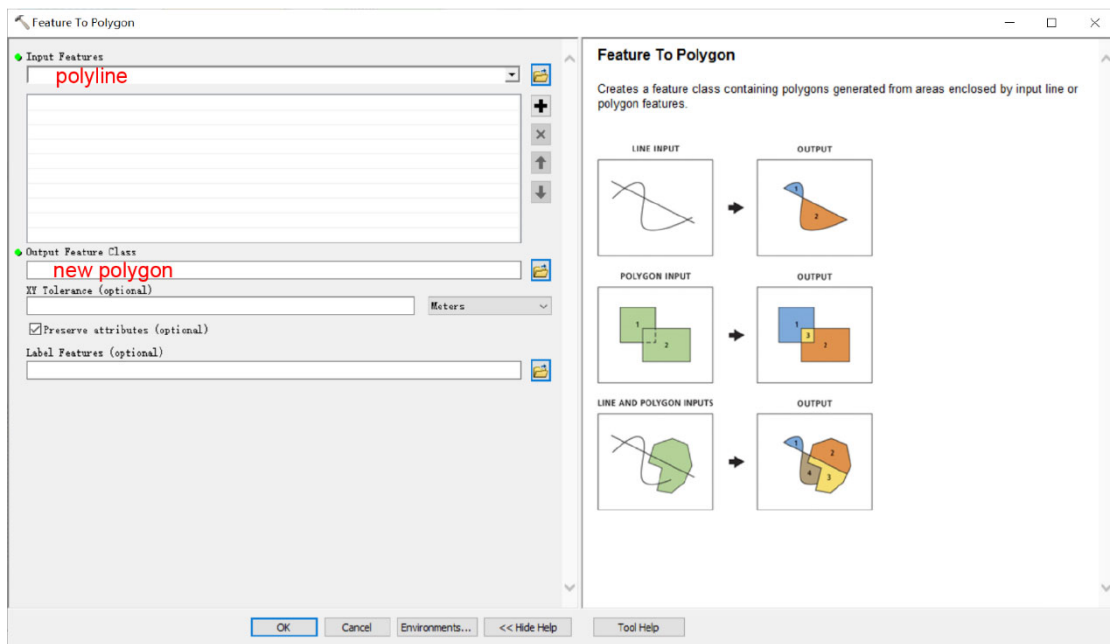 Feature To Polygon
Input Features
polyline
Output Feature Class
new polygon
XY Tolerance (optional)
Meters
Preserve attributes (optional)
Label Features (optional)
OK
Cancel
Environments...
<< Hide Help
Tool Help
Feature To Polygon
Creates a feature class containing polygons generated from areas enclosed by input line or
polygon features.
LINE INPUT
OUTPUT
1
2
POLYGON INPUT
OUTPUT
1
2
1
3
2
LINE AND POLYGON INPUTS
OUTPUT
1
2
4
3